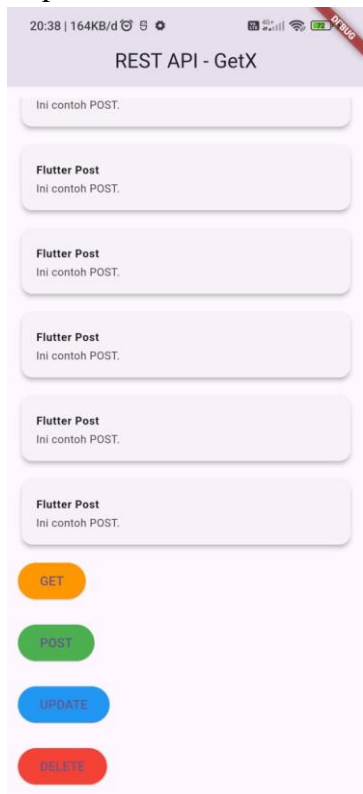 20:38 | 164KB/d
72
DEBUG
REST API - GetX
Ini contoh POST.
Flutter Post
Ini contoh POST.
Flutter Post
Ini contoh POST.
Flutter Post
Ini contoh POST.
Flutter Post
Ini contoh POST.
Flutter Post
Ini contoh POST.
GET
POST
UPDATE
DELETE